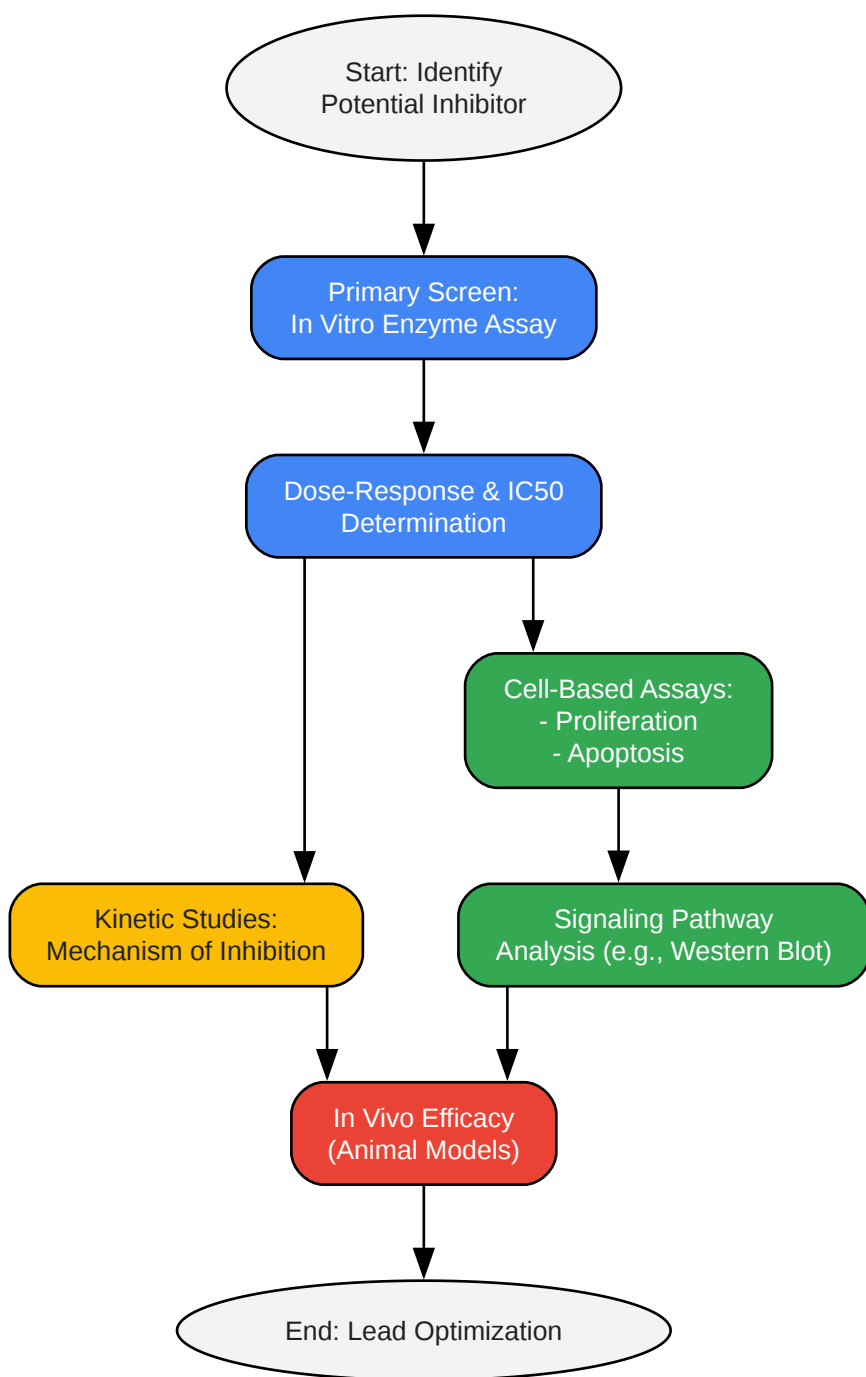 Start: Identify
Potential Inhibitor
Primary Screen:
In Vitro Enzyme Assay
Dose-Response & IC50
Determination
Cell-Based Assays:
- Proliferation
- Apoptosis
Kinetic Studies:
Mechanism of Inhibition
Signaling Pathway
Analysis (e.g., Western Blot)
In Vivo Efficacy
(Animal Models)
End: Lead Optimization